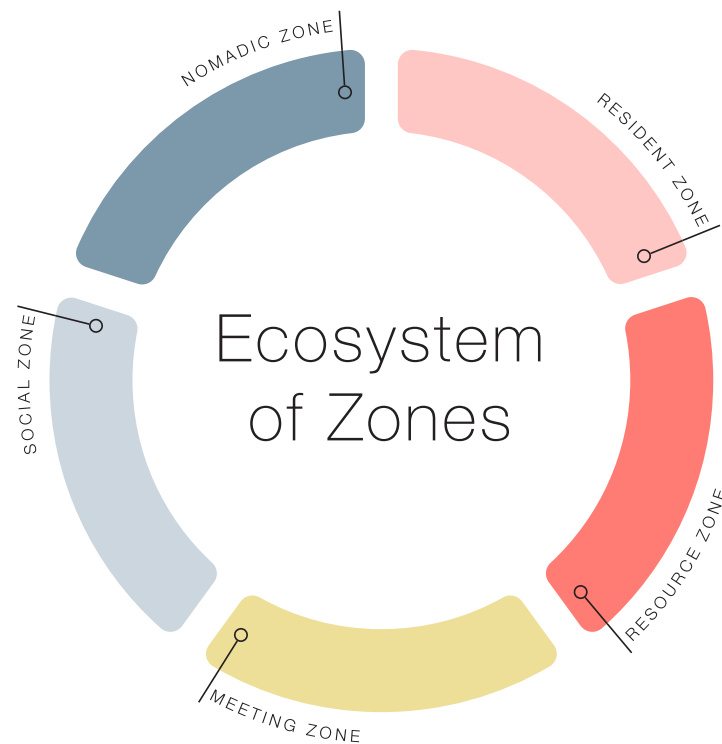 NOMADIC ZONE
RESIDENT ZONE
Ecosystem
of Zones
SOCIAL ZONE
RESOURCE ZONE
MEETING ZONE